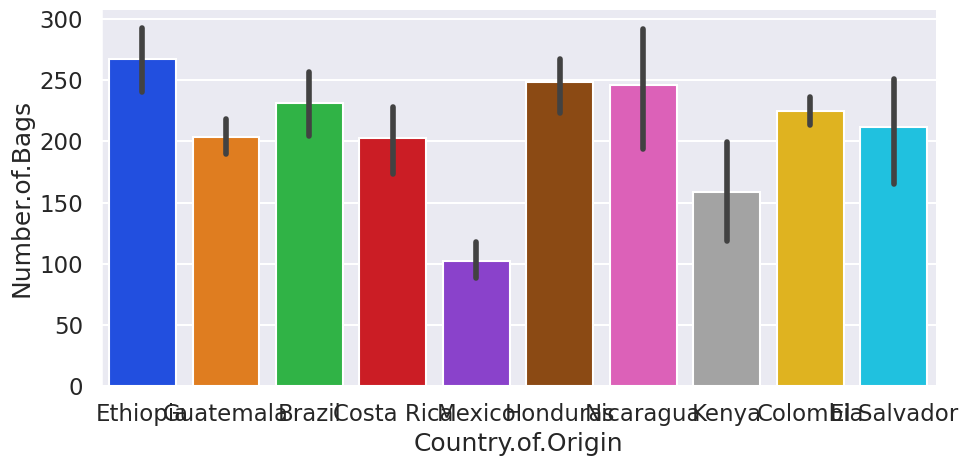 Number.of.Bags
300
250
200
150
100
50
0
Ethiopia Guatemala Brazil Costa Rica Mexico Honduras Nicaragua Kenya Colombia El Salvador
Country.of.Origin